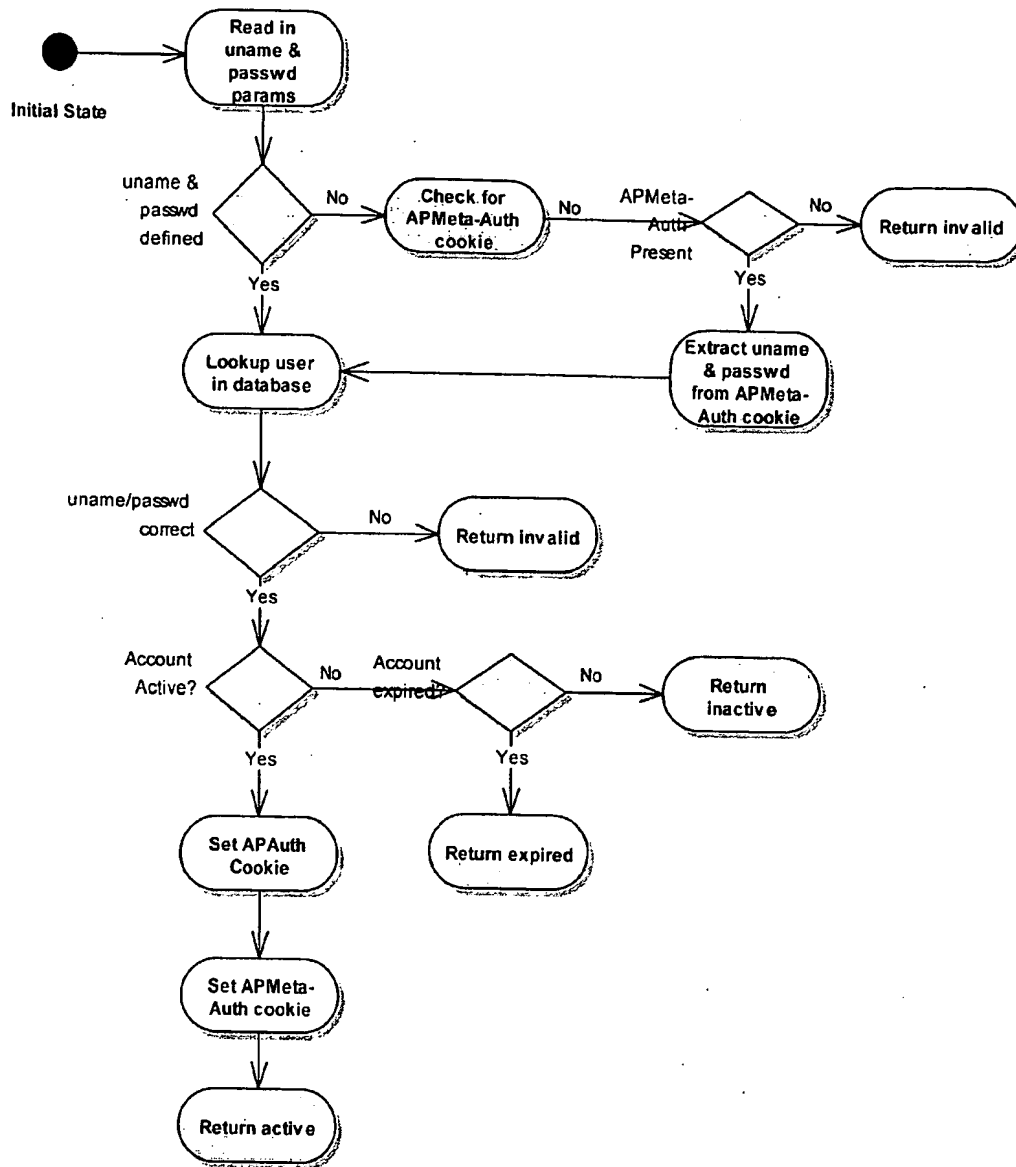 Read in
uname &
passwd
params
Initial State
uname &
passwd
defined
No
Check for
APMeta-Auth
cookie
No
APMeta-
Auth
Present
No
Return invalid
Yes
Yes
Lookup user
in database
Extract uname
& passwd
from APMeta-
Auth cookie
uname/passwd
correct
No
Return invalid
Yes
Account
Active?
No
Account
expired?
No
Return
inactive
Yes
Yes
Set APAuth
Cookie
Return expired
Set APMeta-
Auth cookie
Return active